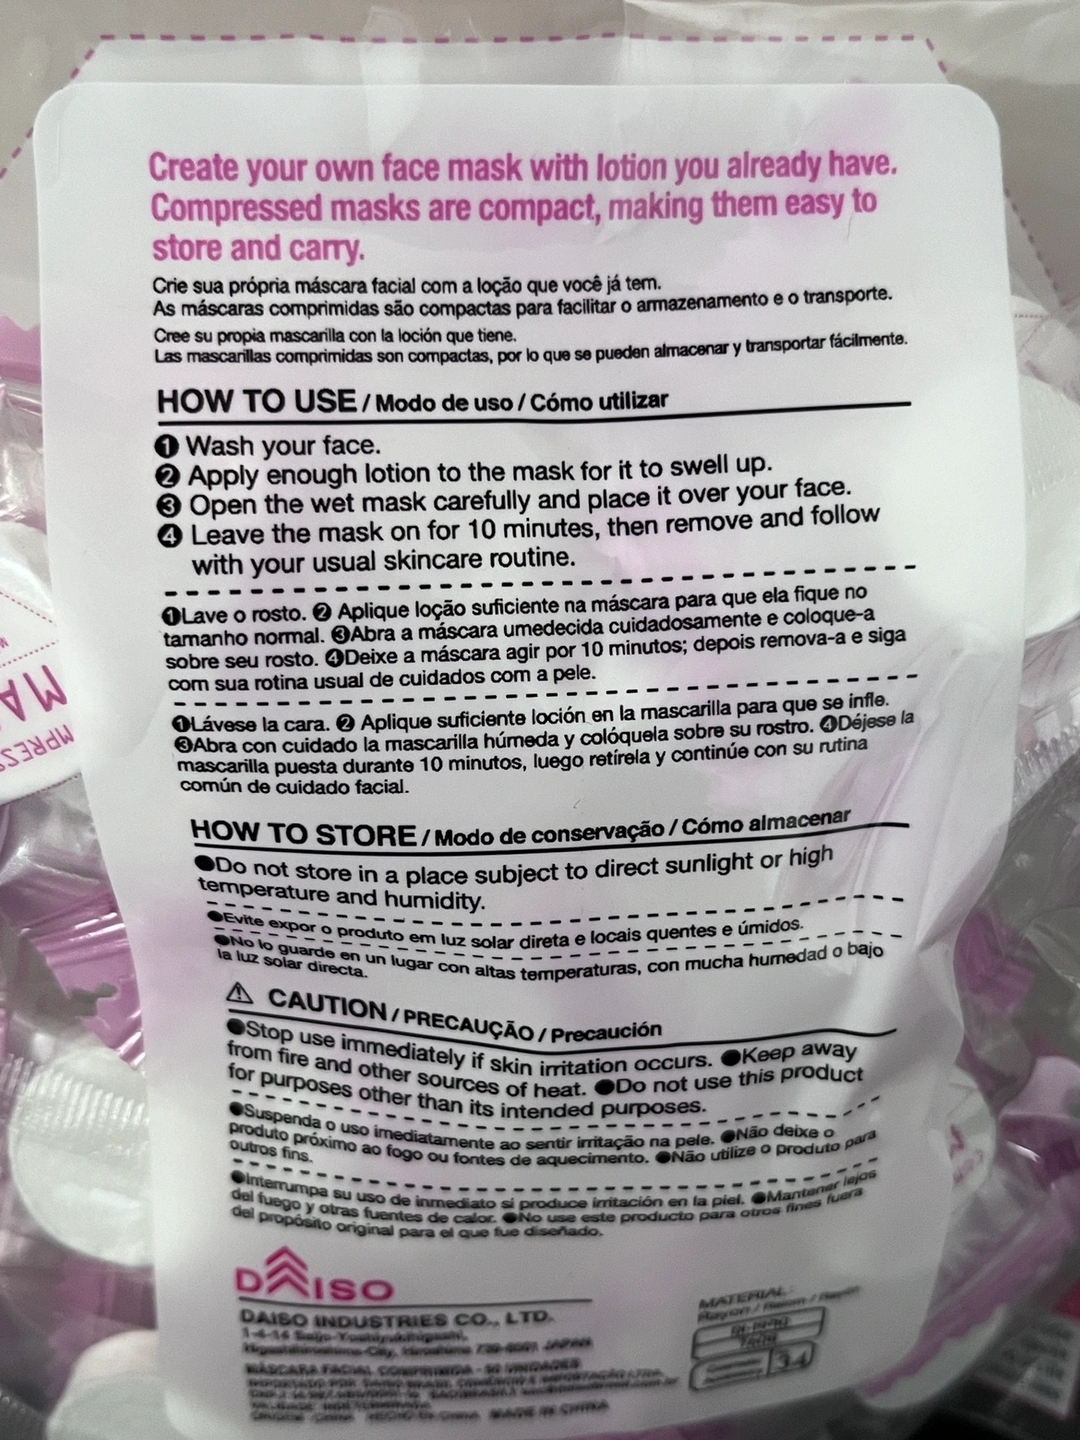 Create your own face mask with lotion you already have.
Compressed masks are compact, making them easy to
store and carry.
Crie sua própria máscara facial com a loção que você já tem.
As máscaras comprimidas são compactas para facilitar o armazenamento e o transporte.
Cree su propia mascarilla con la loción que tiene.
Las mascarillas comprimidas son compactas, por lo que se pueden almacenar y transportar fácilmente.
HOW TO USE / Modo de uso / Cómo utilizar
❶ Wash your face.
❷ Apply enough lotion to the mask for it to swell up.
❸ Open the wet mask carefully and place it over your face.
❹ Leave the mask on for 10 minutes, then remove and follow
with your usual skincare routine.
❶Lave o rosto. ❷ Aplique loção suficiente na máscara para que ela fique no
tamanho normal. ❸Abra a máscara umedecida cuidadosamente e coloque-a
sobre seu rosto. ❹Deixe a máscara agir por 10 minutos; depois remova-a e siga
com sua rotina usual de cuidados com a pele.
❶Lávese la cara. ❷ Aplique suficiente loción en la mascarilla para que se infle.
❸Abra con cuidado la mascarilla húmeda y colóquela sobre su rostro. ❹Déjese la
mascarilla puesta durante 10 minutos, luego retírela y continúe con su rutina
común de cuidado facial.
HOW TO STORE / Modo de conservação / Cómo almacenar
●Do not store in a place subject to direct sunlight or high
temperature and humidity.
●Evite expor o produto em luz solar direta e locais quentes e úmidos.
●No lo guarde en un lugar con altas temperaturas, con mucha humedad o bajo
la luz solar directa.
⚠ CAUTION / PRECAUÇÃO / Precaución
●Stop use immediately if skin irritation occurs. ●Keep away
from fire and other sources of heat. ●Do not use this product
for purposes other than its intended purposes.
●Suspenda o uso imediatamente ao sentir irritação na pele. ●Não deixe o
produto próximo ao fogo ou fontes de aquecimento. ●Não utilize o produto para
outros fins.
●Interrumpa su uso de inmediato si produce irritación en la piel. ●Mantener lejos
del fuego y otras fuentes de calor. ●No use este producto para otros fines fuera
del propósito original para el que fue diseñado.
DAISO
DAISO INDUSTRIES CO., LTD.
JAPAN
MATERIAL:
MÁSCARA FACIAL COMPRIMIDA
34
MADE IN CHINA